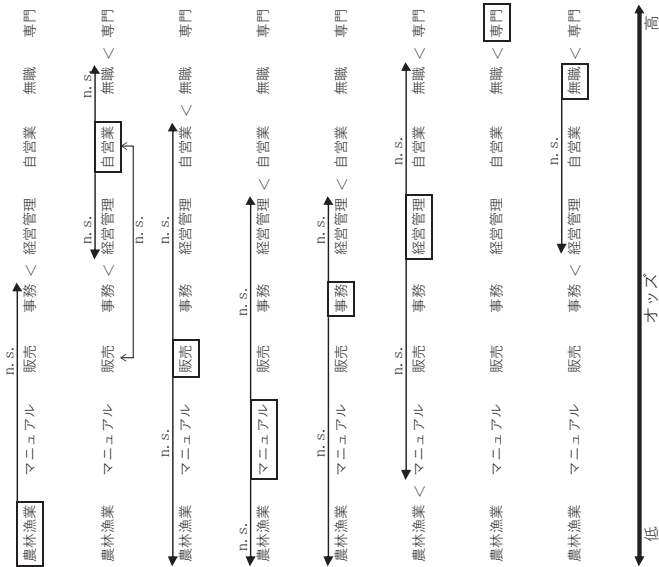 n. s.
農林漁業 マニュアル 販売 事務 < 経営管理 自営業 無職 専門
n. s. n. s.
農林漁業 マニュアル 販売 事務 < 経営管理 自営業 無職 < 専門
n. s.
n. s. n. s.
農林漁業 マニュアル 販売 事務 経営管理 自営業 < 無職 専門
n. s. n. s.
農林漁業 マニュアル 販売 事務 経営管理 < 自営業 無職 専門
n. s. n. s.
農林漁業 マニュアル 販売 事務 経営管理 < 自営業 無職 専門
n. s. n. s.
農林漁業 < マニュアル 販売 事務 経営管理 自営業 無職 < 専門
農林漁業 マニュアル 販売 事務 経営管理 自営業 無職 < 専門
n. s.
農林漁業 マニュアル 販売 事務 < 経営管理 自営業 無職 < 専門
低 オッズ 高